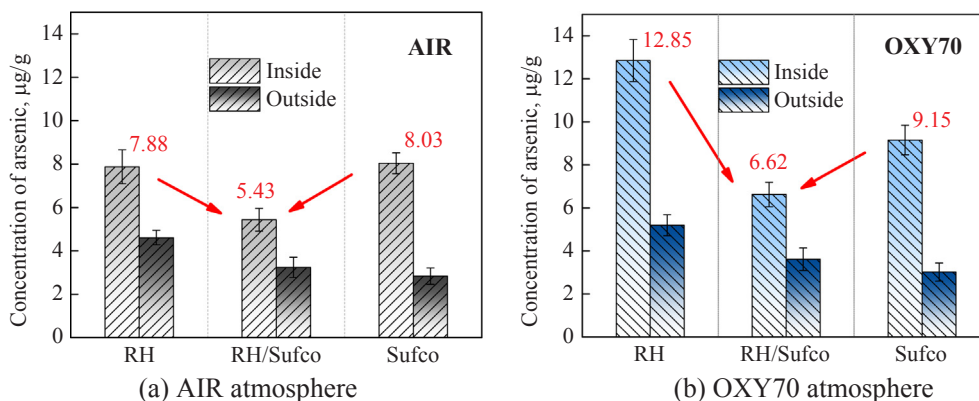 Concentration of arsenic, μg/g
14
12
10
8
6
4
2
0
AIR
Inside
Outside
7.88
5.43
8.03
RH
RH/Sufco
Sufco
(a) AIR atmosphere
Concentration of arsenic, μg/g
14
12
10
8
6
4
2
0
OXY70
Inside
Outside
12.85
6.62
9.15
RH
RH/Sufco
Sufco
(b) OXY70 atmosphere